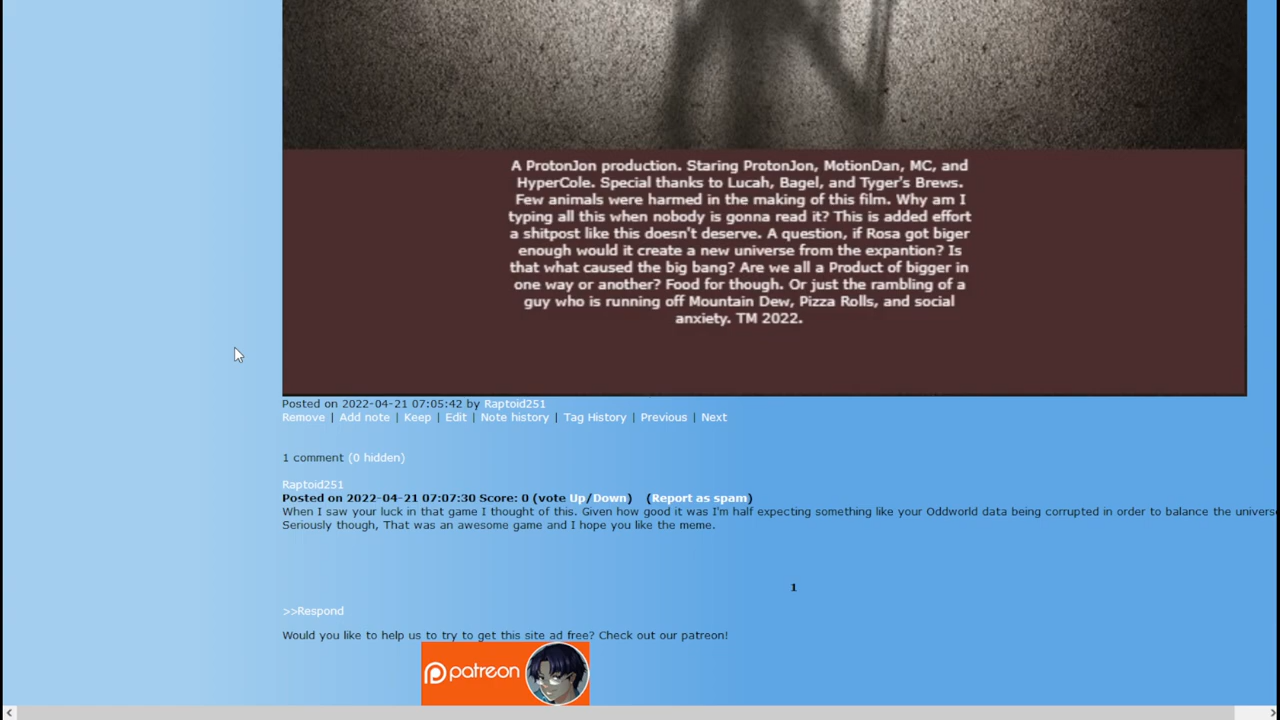 A ProtonJon production. Staring ProtonJon, MotionDan, MC, and
HyperCole. Special thanks to Lucah, Bagel, and Tyger's Brews.
Few animals were harmed in the making of this film. Why am I
typing all this when nobody is gonna read it? This is added effort
a shitpost like this doesn't deserve. A question, if Rosa got biger
enough would it create a new universe from the expantion? Is
that what caused the big bang? Are we all a Product of bigger in
one way or another? Food for though. Or just the rambling of a
guy who is running off Mountain Dew, Pizza Rolls, and social
anxiety. TM 2022.
Posted on 2022-04-21 07:05:42 by Raptoid251
Remove | Add note | Keep | Edit | Note history | Tag History | Previous | Next
1 comment (0 hidden)
Raptoid251
Posted on 2022-04-21 07:07:30 Score: 0 (vote Up/Down) (Report as spam)
When I saw your luck in that game I thought of this. Given how good it was I'm half expecting something like your Oddworld data being corrupted in order to balance the univers
Seriously though, That was an awesome game and I hope you like the meme.
1
>>Respond
Would you like to help us to try to get this site ad free? Check out our patreon!
patreon